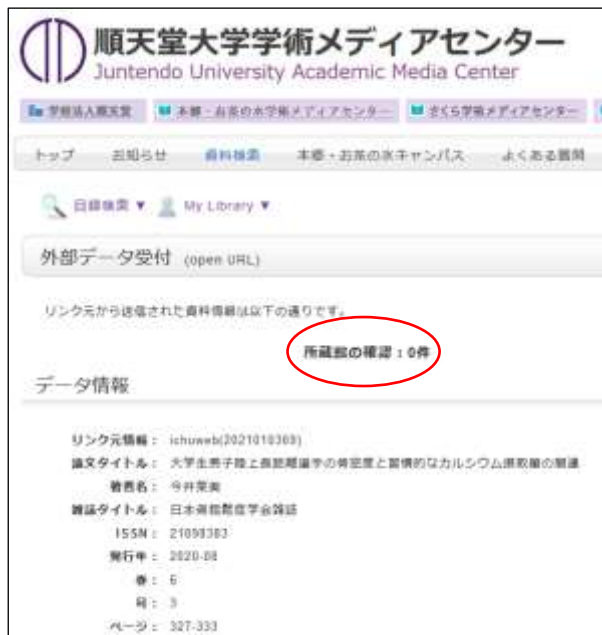 順天堂大学学術メディアセンター
Juntendo University Academic Media Center
学校法人順天堂 本郷・お茶の水学術メディアセンター さくら学術メディアセンター
トップ お知らせ 資料検索 本郷・お茶の水キャンパス よくある質問
目録検索 ▼ My Library ▼
外部データ受付 (open URL)
リンク元から送信された資料情報は以下の通りです。
所蔵館の確認：0件
データ情報
リンク元情報： ichuweb(2021010369)
論文タイトル： 大学生男子陸上長距離選手の骨密度と習慣的なカルシウム摂取量の関連
著者名： 今井菜美
雑誌タイトル： 日本骨粗鬆症学会雑誌
ISSN： 21898383
発行年： 2020-08
巻： 6
号： 3
ページ： 327-333